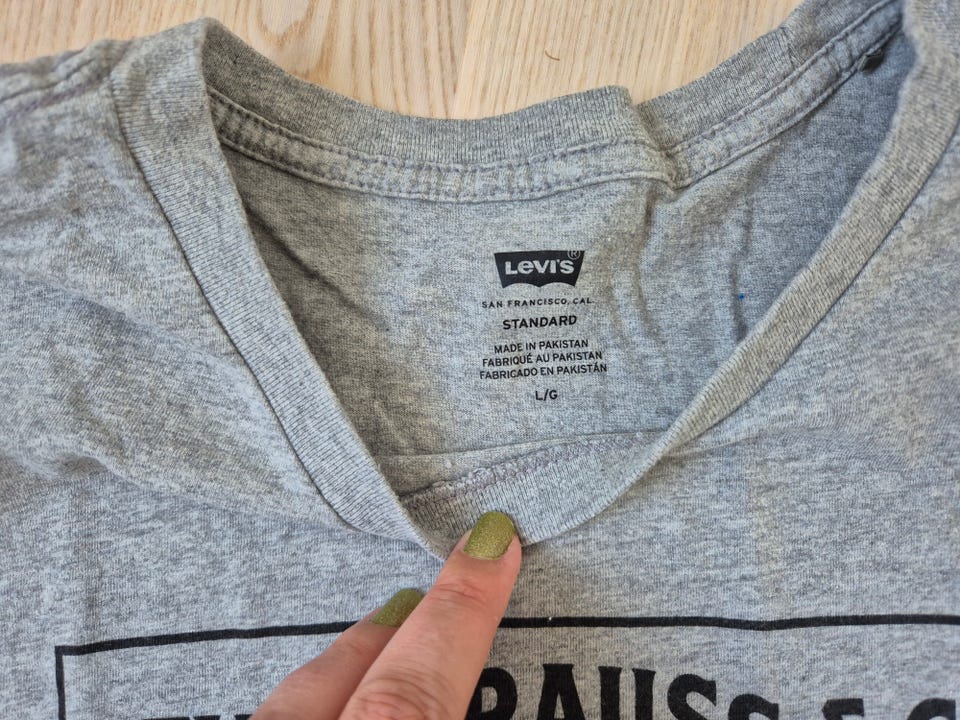 LEVI'S®
SAN FRANCISCO, CAL.
STANDARD
MADE IN PAKISTAN
FABRIQUÉ AU PAKISTAN
FABRICADO EN PAKISTÁN
L/G